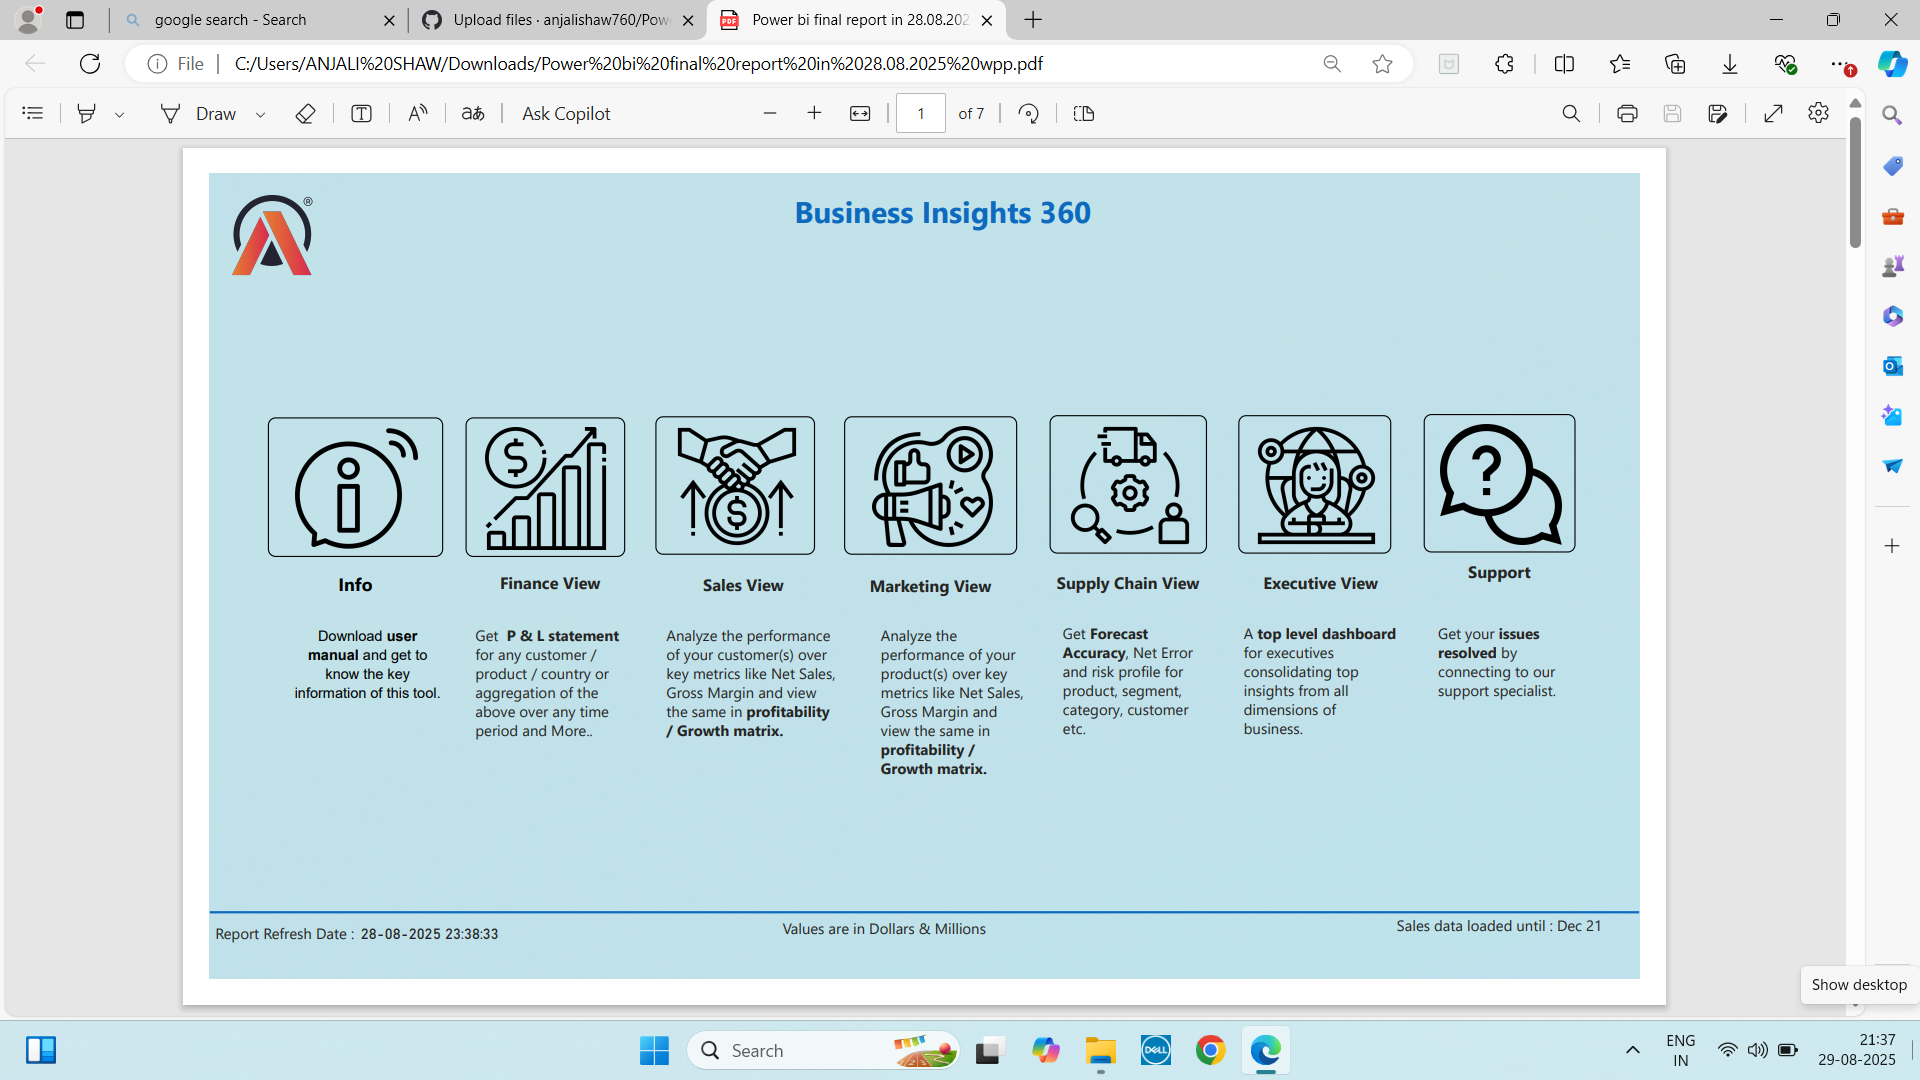 google search - Search
Upload files · anjalishaw760/Pow
Power bi final report in 28.08.202
File
C:/Users/ANJALI%20SHAW/Downloads/Power%20bi%20final%20report%20in%2028.08.2025%20wpp.pdf
Draw
Ask Copilot
1
of 7
Business Insights 360
Info
Finance View
Sales View
Marketing View
Supply Chain View
Executive View
Support
Download user
manual and get to
know the key
information of this tool.
Get P & L statement
for any customer /
product / country or
aggregation of the
above over any time
period and More..
Analyze the performance
of your customer(s) over
key metrics like Net Sales,
Gross Margin and view
the same in profitability
/ Growth matrix.
Analyze the
performance of your
product(s) over key
metrics like Net Sales,
Gross Margin and
view the same in
profitability /
Growth matrix.
Get Forecast
Accuracy, Net Error
and risk profile for
product, segment,
category, customer
etc.
A top level dashboard
for executives
consolidating top
insights from all
dimensions of
business.
Get your issues
resolved by
connecting to our
support specialist.
Report Refresh Date : 28-08-2025 23:38:33
Values are in Dollars & Millions
Sales data loaded until : Dec 21
Show desktop
Search
DELL
ENG
IN
21:37
29-08-2025